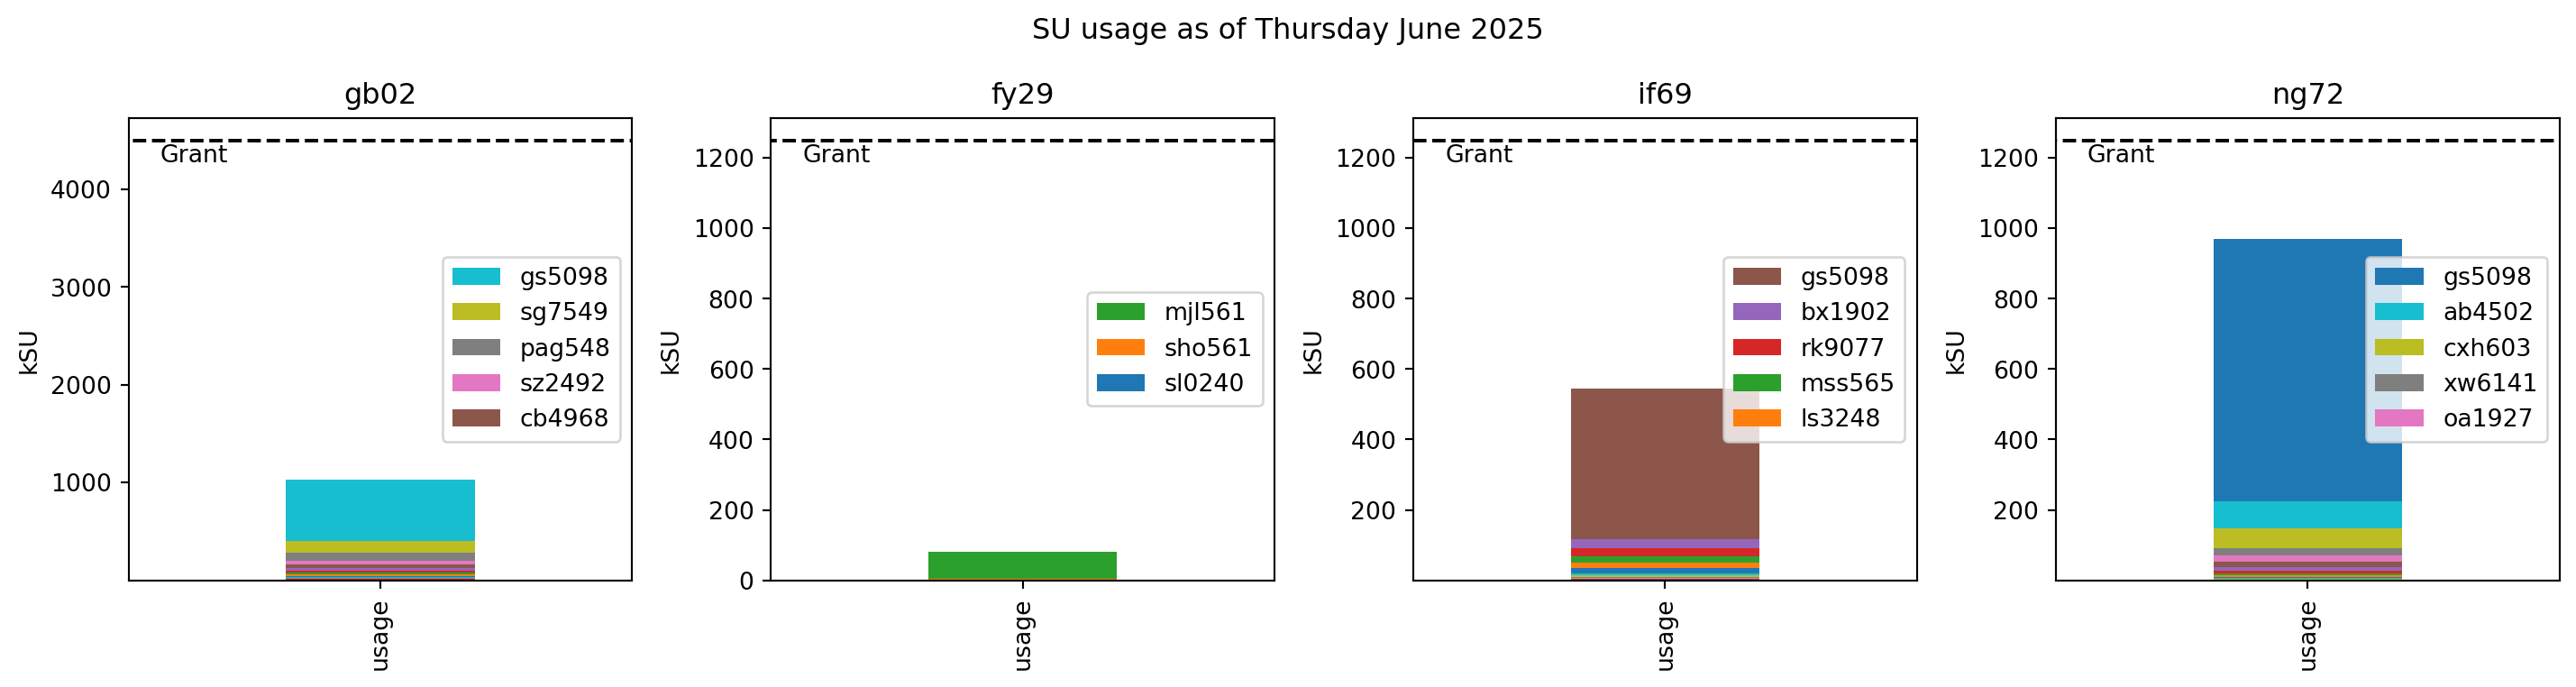 SU usage as of Thursday June 2025
gb02
Grant
4000
3000
2000
1000
kSU
gs5098
sg7549
pag548
sz2492
cb4968
usage
fy29
Grant
1200
1000
800
600
400
200
0
kSU
mjl561
sho561
sl0240
usage
if69
Grant
1200
1000
800
600
400
200
kSU
gs5098
bx1902
rk9077
mss565
ls3248
usage
ng72
Grant
1200
1000
800
600
400
200
kSU
gs5098
ab4502
cxh603
xw6141
oa1927
usage